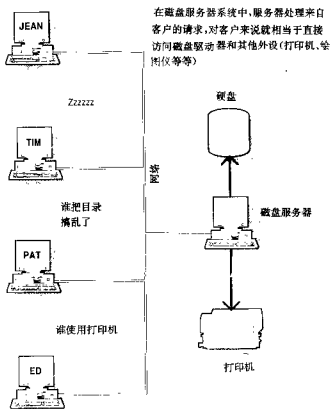 JEAN
在磁盘服务器系统中，服务器处理来自
客户的请求，对客户来说就相当于直接
访问磁盘驱动器和其他外设（打印机、绘
图仪等等）
Zzzzzz
硬盘
TIM
网络
谁把目录
搞乱了
磁盘服务器
PAT
谁使用打印机
打印机
ED